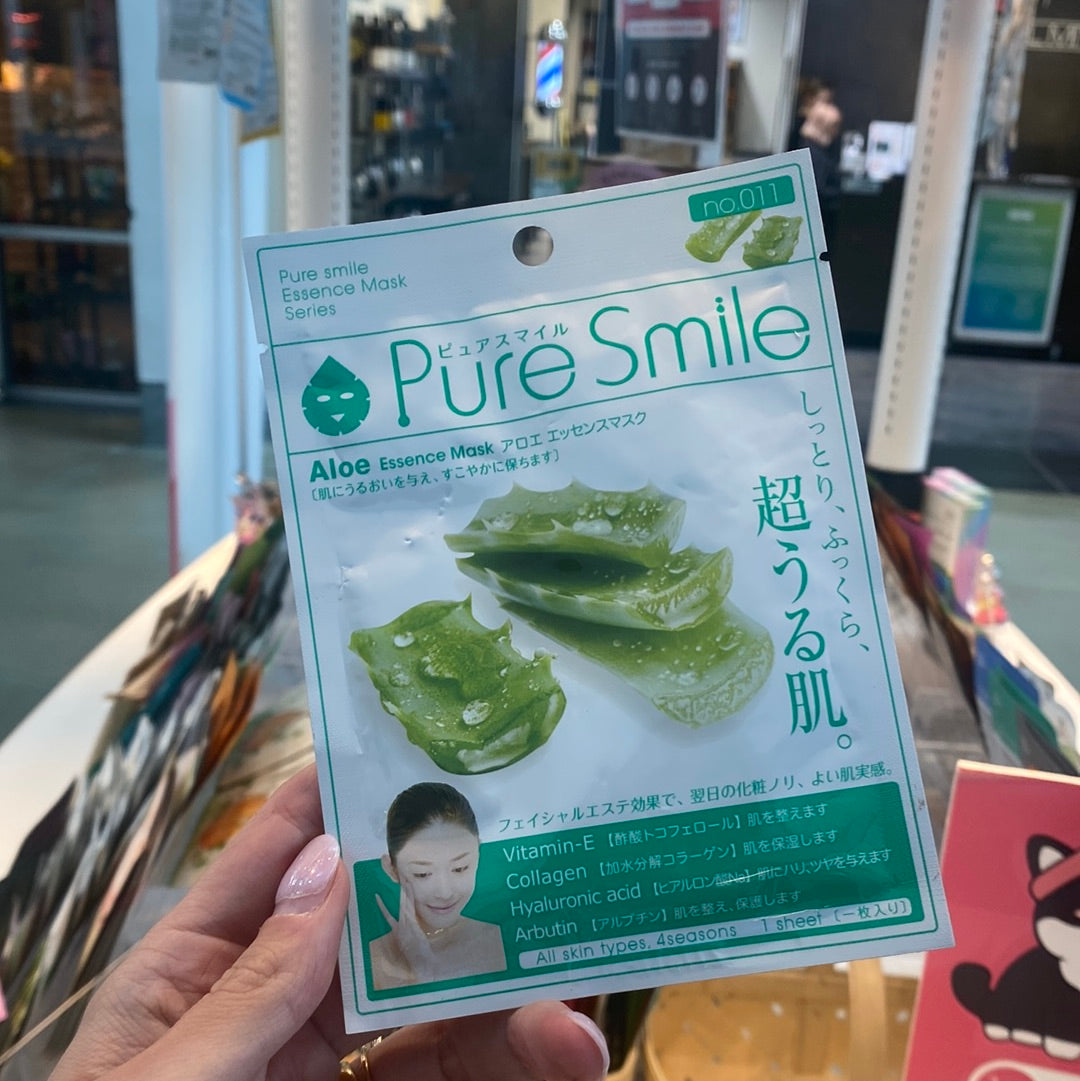 no.011
Pure smile
Essence Mask
Series
ピュアスマイル
Pure Smile
Aloe Essence Mask アロエ エッセンスマスク
〔肌にうるおいを与え、すこやかに保ちます〕
しっとり、ふっくら、
超うる肌。
フェイシャルエステ効果で、翌日の化粧ノリ、よい肌実感。
Vitamin-E 【酢酸トコフェロール】肌を整えます
Collagen 【加水分解コラーゲン】肌を保湿します
Hyaluronic acid 【ヒアルロン酸Na】肌にハリ、ツヤを与えます
Arbutin 【アルブチン】肌を整え、保護します
All skin types, 4seasons 1 sheet〔一枚入り〕